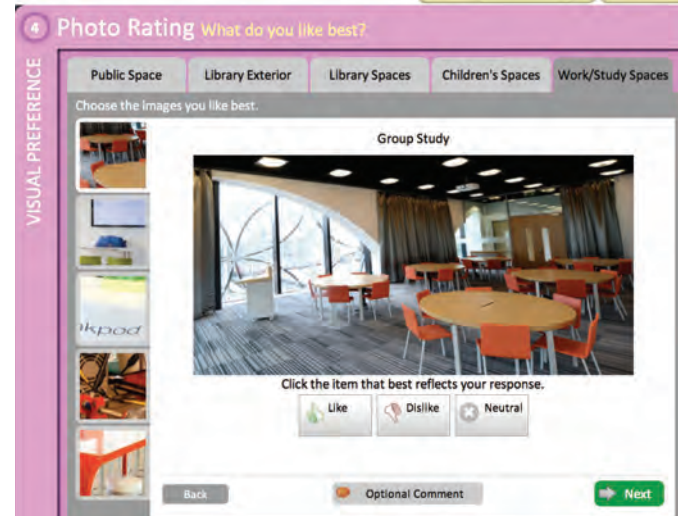 4 Photo Rating What do you like best?
VISUAL PREFERENCE
Public Space Library Exterior Library Spaces Children's Spaces Work/Study Spaces
Choose the images you like best.
Group Study
nkpod
Click the item that best reflects your response.
Like Dislike Neutral
Back Optional Comment Next